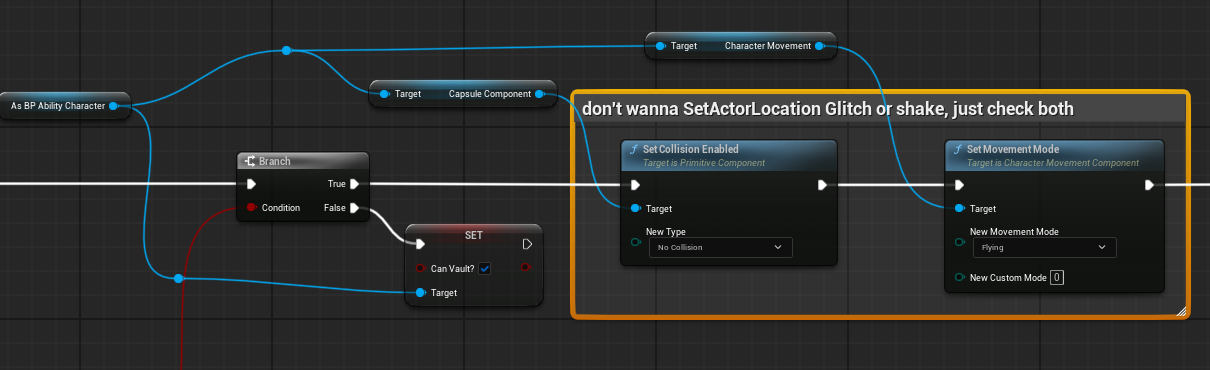 As BP Ability Character
Target
Capsule Component
Target
Character Movement
Branch
True
Condition
False
SET
Can Vault?
Target
don't wanna SetActorLocation Glitch or shake, just check both
Set Collision Enabled
Target is Primitive Component
Target
New Type
No Collision
Set Movement Mode
Target is Character Movement Component
Target
New Movement Mode
Flying
New Custom Mode 0